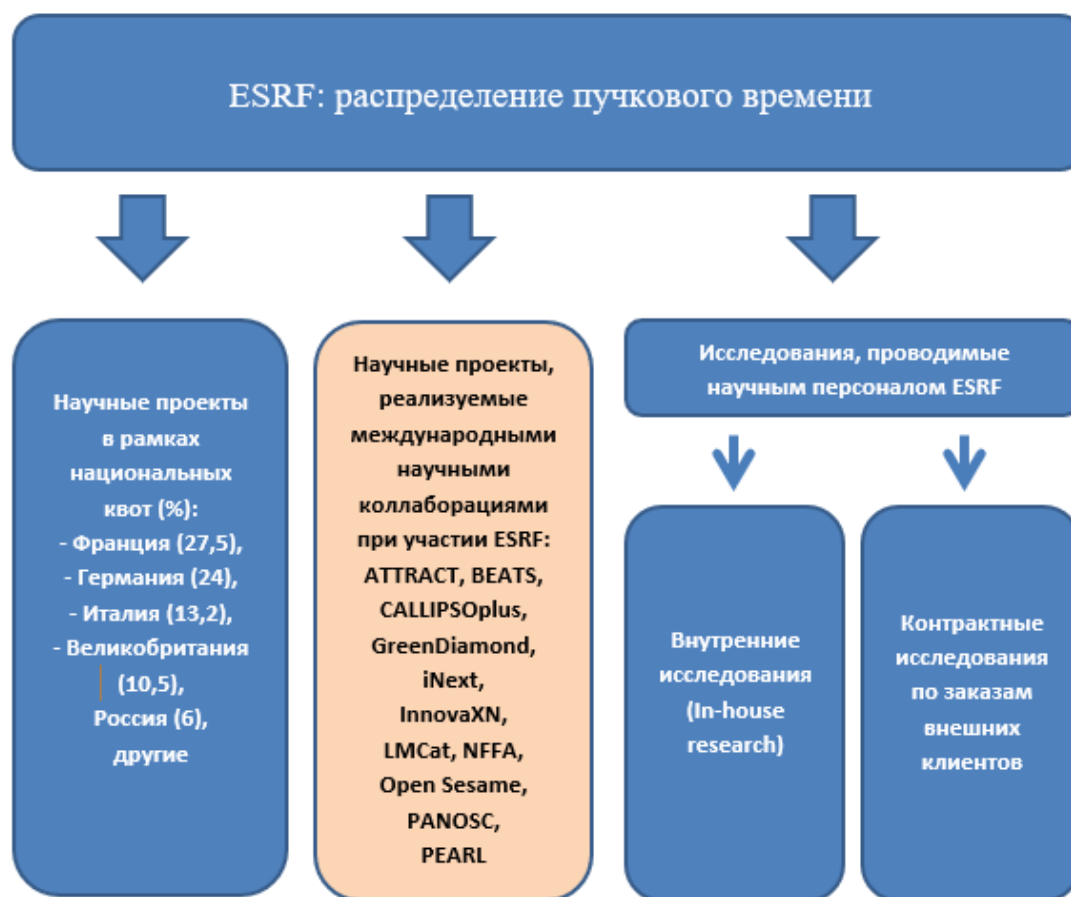 ESRF: распределение пучкового времени
Научные проекты
в рамках
национальных
квот (%):
- Франция (27,5),
- Германия (24),
- Италия (13,2),
- Великобритания
(10,5),
Россия (6),
другие
Научные проекты,
реализуемые
международными
научными
коллаборациями
при участии ESRF:
ATTRACT, BEATS,
CALLIPSOplus,
GreenDiamond,
iNext,
InnovaXN,
LMCat, NFFA,
Open Sesame,
PANOSC,
PEARL
Исследования, проводимые
научным персоналом ESRF
Внутренние
исследования
(In-house
research)
Контрактные
исследования
по заказам
внешних
клиентов